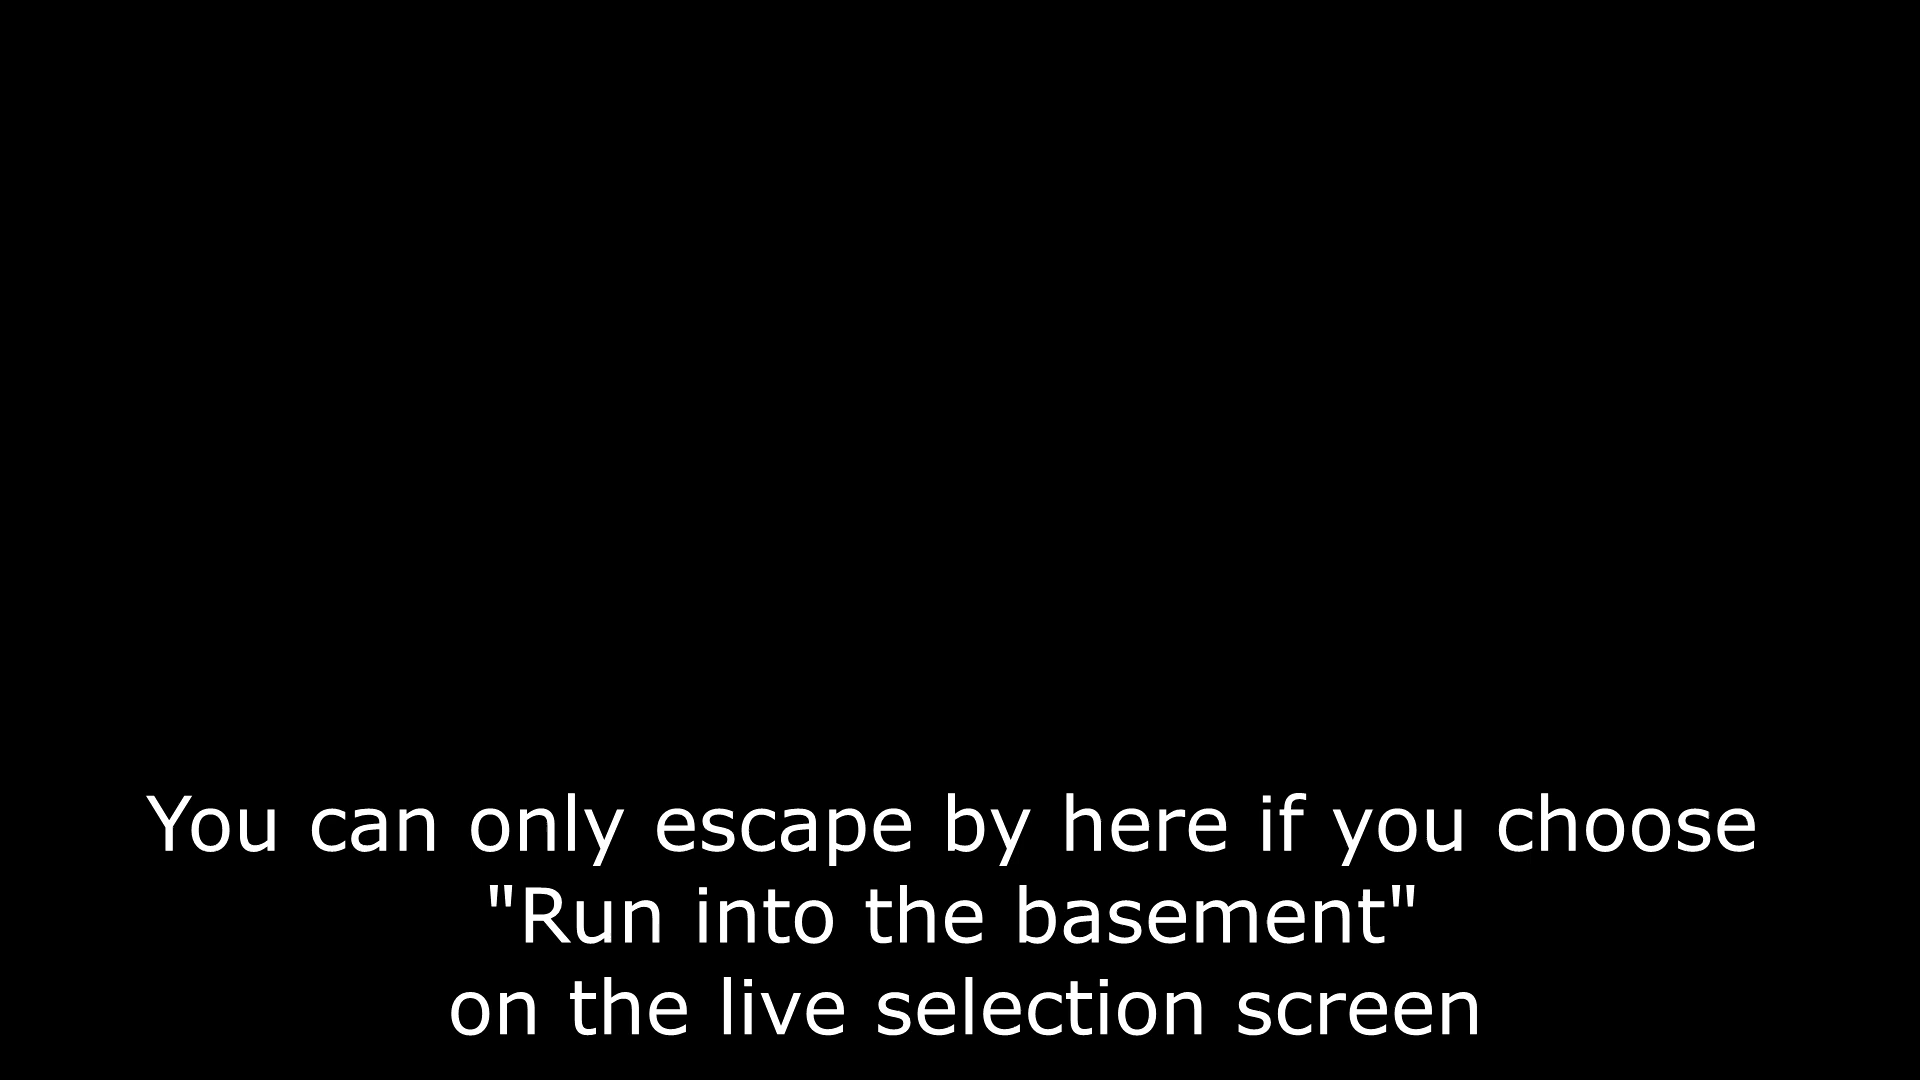 You can only escape by here if you choose
"Run into the basement"
on the live selection screen